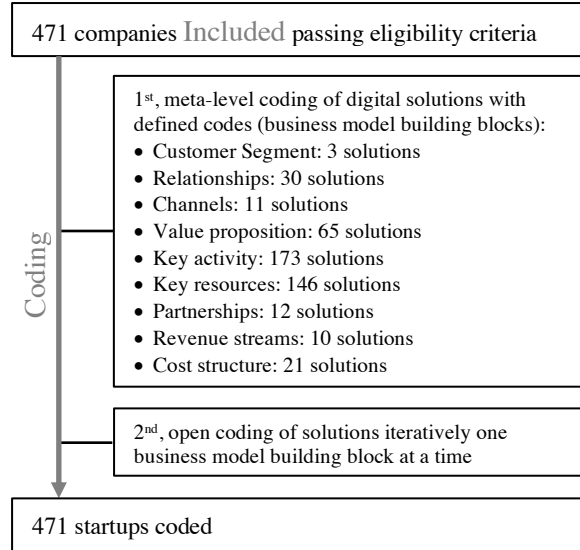 471 companies Included passing eligibility criteria
1st, meta-level coding of digital solutions with
defined codes (business model building blocks):
• Customer Segment: 3 solutions
• Relationships: 30 solutions
• Channels: 11 solutions
• Value proposition: 65 solutions
• Key activity: 173 solutions
• Key resources: 146 solutions
• Partnerships: 12 solutions
• Revenue streams: 10 solutions
• Cost structure: 21 solutions
Coding
2nd, open coding of solutions iteratively one
business model building block at a time
471 startups coded